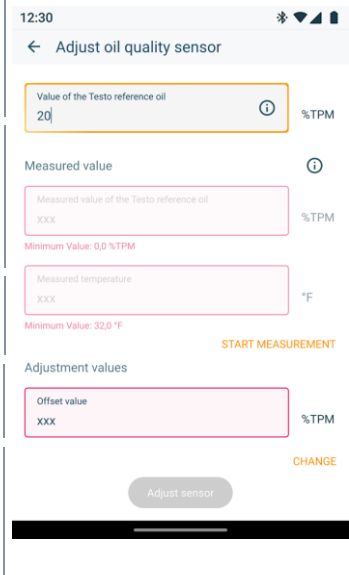 12:30
Adjust oil quality sensor
Value of the Testo reference oil
20
%TPM
Measured value
Measured value of the Testo reference oil
xxx
%TPM
Minimum Value: 0,0 %TPM
Measured temperature
xxx
°F
Minimum Value: 32,0 °F
START MEASUREMENT
Adjustment values
Offset value
xxx
%TPM
CHANGE
Adjust sensor